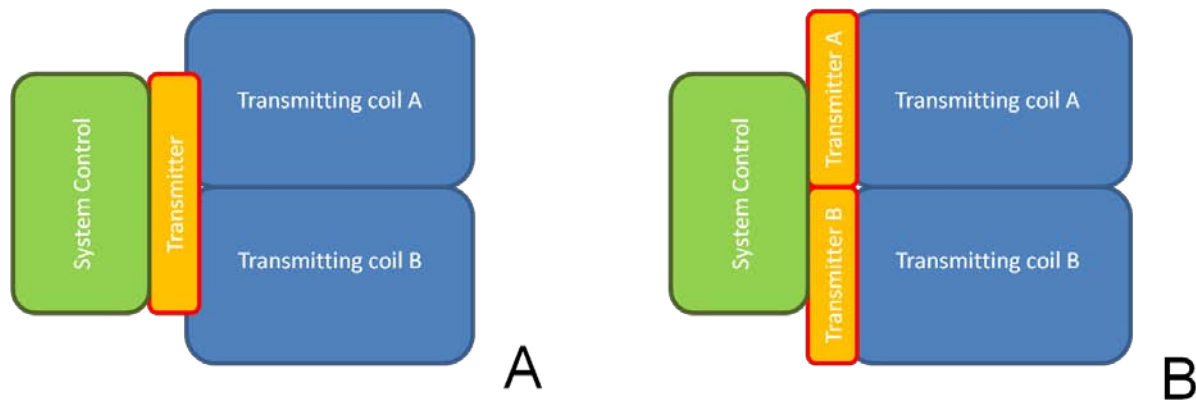 System Control
Transmitter
Transmitting coil A
Transmitting coil B
A
System Control
Transmitter A
Transmitter B
Transmitting coil A
Transmitting coil B
B